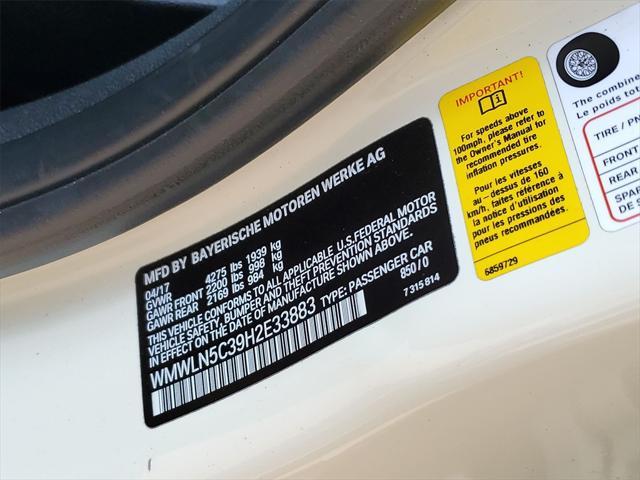 MFD BY BAYERISCHE MOTOREN WERKE AG
04/17
GVWR 4275 lbs 1939 kg
GAWR FRONT 2200 lbs 998 kg
GAWR REAR 2169 lbs 984 kg
THIS VEHICLE CONFORMS TO ALL APPLICABLE U.S.FEDERAL MOTOR
VEHICLE SAFETY, BUMPER AND THEFT PREVENTION STANDARDS
IN EFFECT ON THE DATE OF MANUFACTURE SHOWN ABOVE.
WMWLN5C39H2E33883 TYPE: PASSENGER CAR
850/0
7 315 814
IMPORTANT!
For speeds above
100mph, please refer to
the Owner's Manual for
recommended tire
inflation pressures.
Pour les vitesses
au-dessus de 160
km/h, faites référence à
la notice d'utilisation
pour les pressions des
pneus recommandées.
6859729
The combine
Le poids tot
TIRE / PN
FRONT
REAR
SPAR
DE S